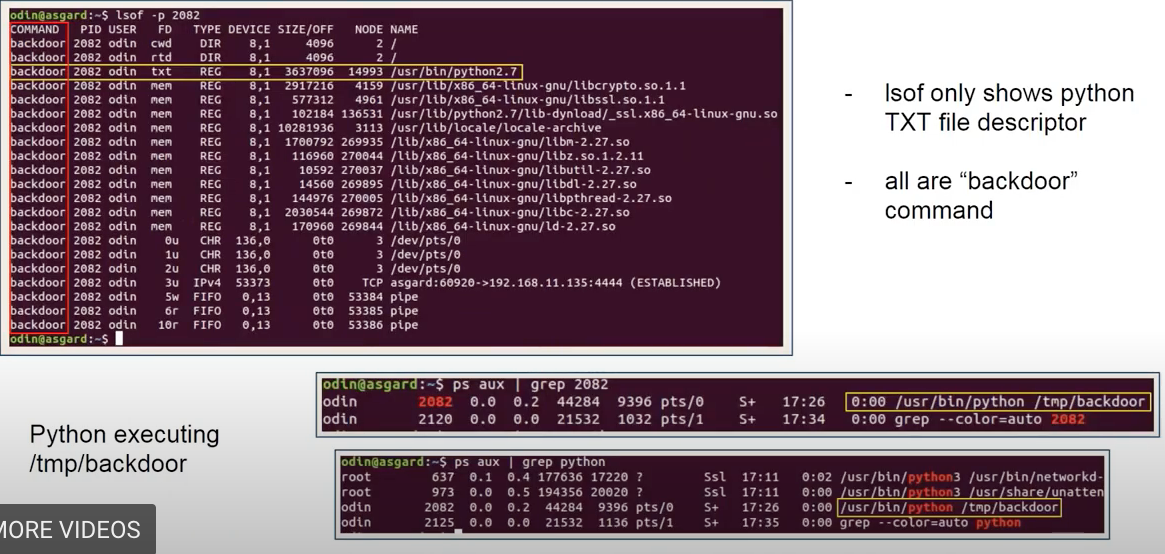 odin@asgard:~$ lsof -p 2082
COMMAND PID USER FD TYPE DEVICE SIZE/OFF NODE NAME
backdoor 2082 odin cwd DIR 8,1 4096 2 /
backdoor 2082 odin rtd DIR 8,1 4096 2 /
backdoor 2082 odin txt REG 8,1 3637096 14993 /usr/bin/python2.7
backdoor 2082 odin mem REG 8,1 2917216 4159 /usr/lib/x86_64-linux-gnu/libcrypto.so.1.1
backdoor 2082 odin mem REG 8,1 577312 4961 /usr/lib/x86_64-linux-gnu/libssl.so.1.1
backdoor 2082 odin mem REG 8,1 102184 136531 /usr/lib/python2.7/lib-dynload/_ssl.x86_64-linux-gnu.so
backdoor 2082 odin mem REG 8,1 10281936 3113 /usr/lib/locale/locale-archive
backdoor 2082 odin mem REG 8,1 1700792 269935 /lib/x86_64-linux-gnu/libm-2.27.so
backdoor 2082 odin mem REG 8,1 116960 270044 /lib/x86_64-linux-gnu/libz.so.1.2.11
backdoor 2082 odin mem REG 8,1 10592 270037 /lib/x86_64-linux-gnu/libutil-2.27.so
backdoor 2082 odin mem REG 8,1 14560 269895 /lib/x86_64-linux-gnu/libdl-2.27.so
backdoor 2082 odin mem REG 8,1 144976 270005 /lib/x86_64-linux-gnu/libpthread-2.27.so
backdoor 2082 odin mem REG 8,1 2030544 269872 /lib/x86_64-linux-gnu/libc-2.27.so
backdoor 2082 odin mem REG 8,1 170960 269844 /lib/x86_64-linux-gnu/ld-2.27.so
backdoor 2082 odin 0u CHR 136,0 0t0 3 /dev/pts/0
backdoor 2082 odin 1u CHR 136,0 0t0 3 /dev/pts/0
backdoor 2082 odin 2u CHR 136,0 0t0 3 /dev/pts/0
backdoor 2082 odin 3u IPv4 53373 0t0 TCP asgard:60920->192.168.11.135:4444 (ESTABLISHED)
backdoor 2082 odin 5w FIFO 0,13 0t0 53384 pipe
backdoor 2082 odin 6r FIFO 0,13 0t0 53385 pipe
backdoor 2082 odin 10r FIFO 0,13 0t0 53386 pipe
odin@asgard:~$
- lsof only shows python
TXT file descriptor
- all are “backdoor”
command
odin@asgard:~$ ps aux | grep 2082
odin 2082 0.0 0.2 44284 9396 pts/0 S+ 17:26 0:00 /usr/bin/python /tmp/backdoor
odin 2120 0.0 0.0 21532 1032 pts/1 S+ 17:34 0:00 grep --color=auto 2082
Python executing
/tmp/backdoor
odin@asgard:~$ ps aux | grep python
root 637 0.1 0.4 177636 17220 ? Ssl 17:11 0:02 /usr/bin/python3 /usr/bin/networkd-
root 973 0.0 0.5 194356 20020 ? Ssl 17:11 0:00 /usr/bin/python3 /usr/share/unatten
odin 2082 0.0 0.2 44284 9396 pts/0 S+ 17:26 0:00 /usr/bin/python /tmp/backdoor
odin 2125 0.0 0.0 21532 1136 pts/1 S+ 17:35 0:00 grep --color=auto python
MORE VIDEOS